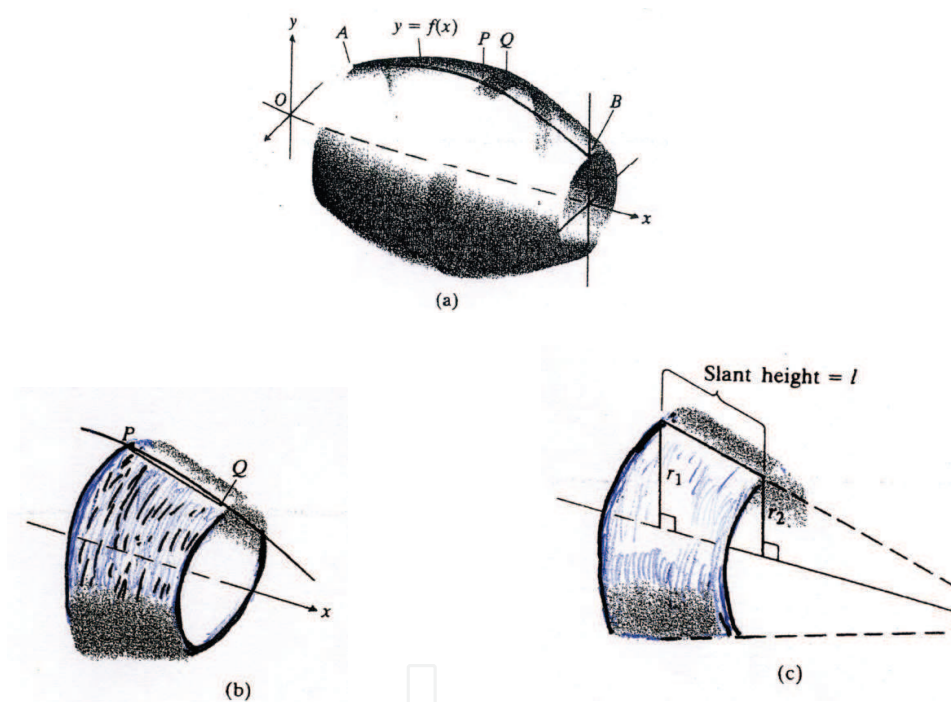 y
A
y = f(x)
P
Q
O
B
x
(a)
Slant height = l
P
Q
r₁
r₂
x
(b)
(c)